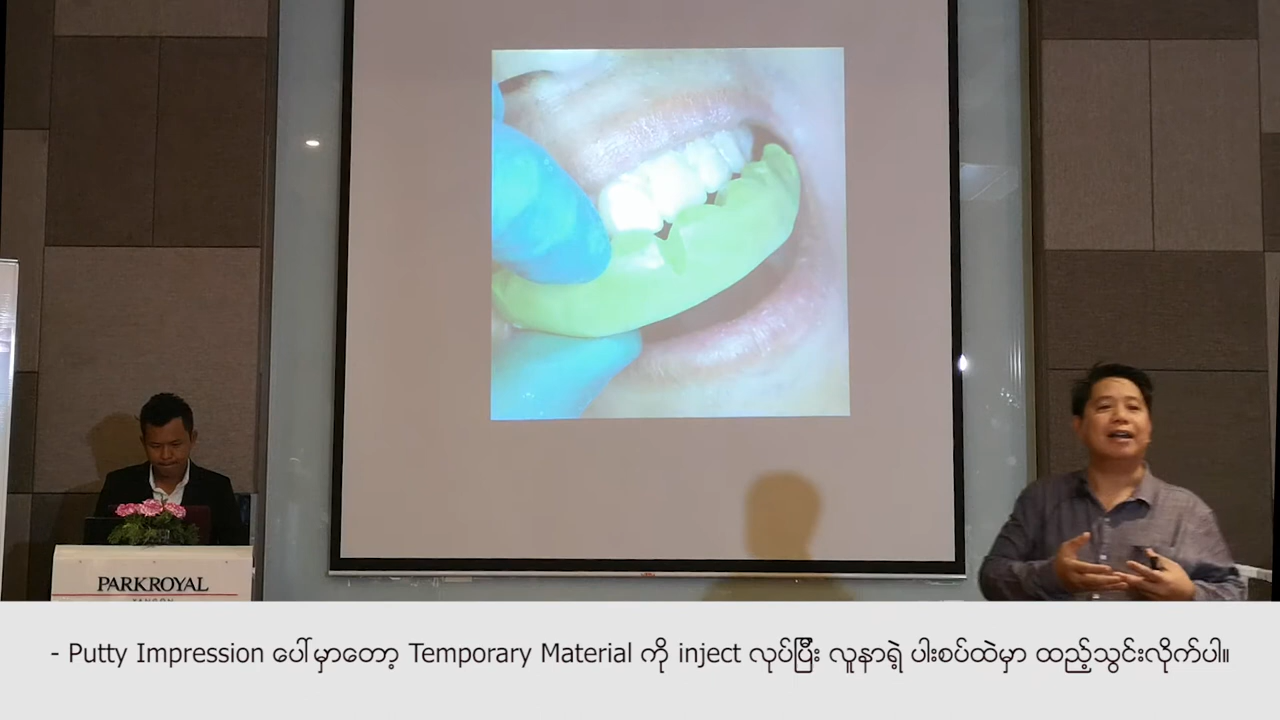 PARKROYAL
YANGON
- Putty Impression ပေါ်မှာတော့ Temporary Material ကို inject လုပ်ပြီး လူနာရဲ့ ပါးစပ်ထဲမှာ ထည့်သွင်းလိုက်ပါ။